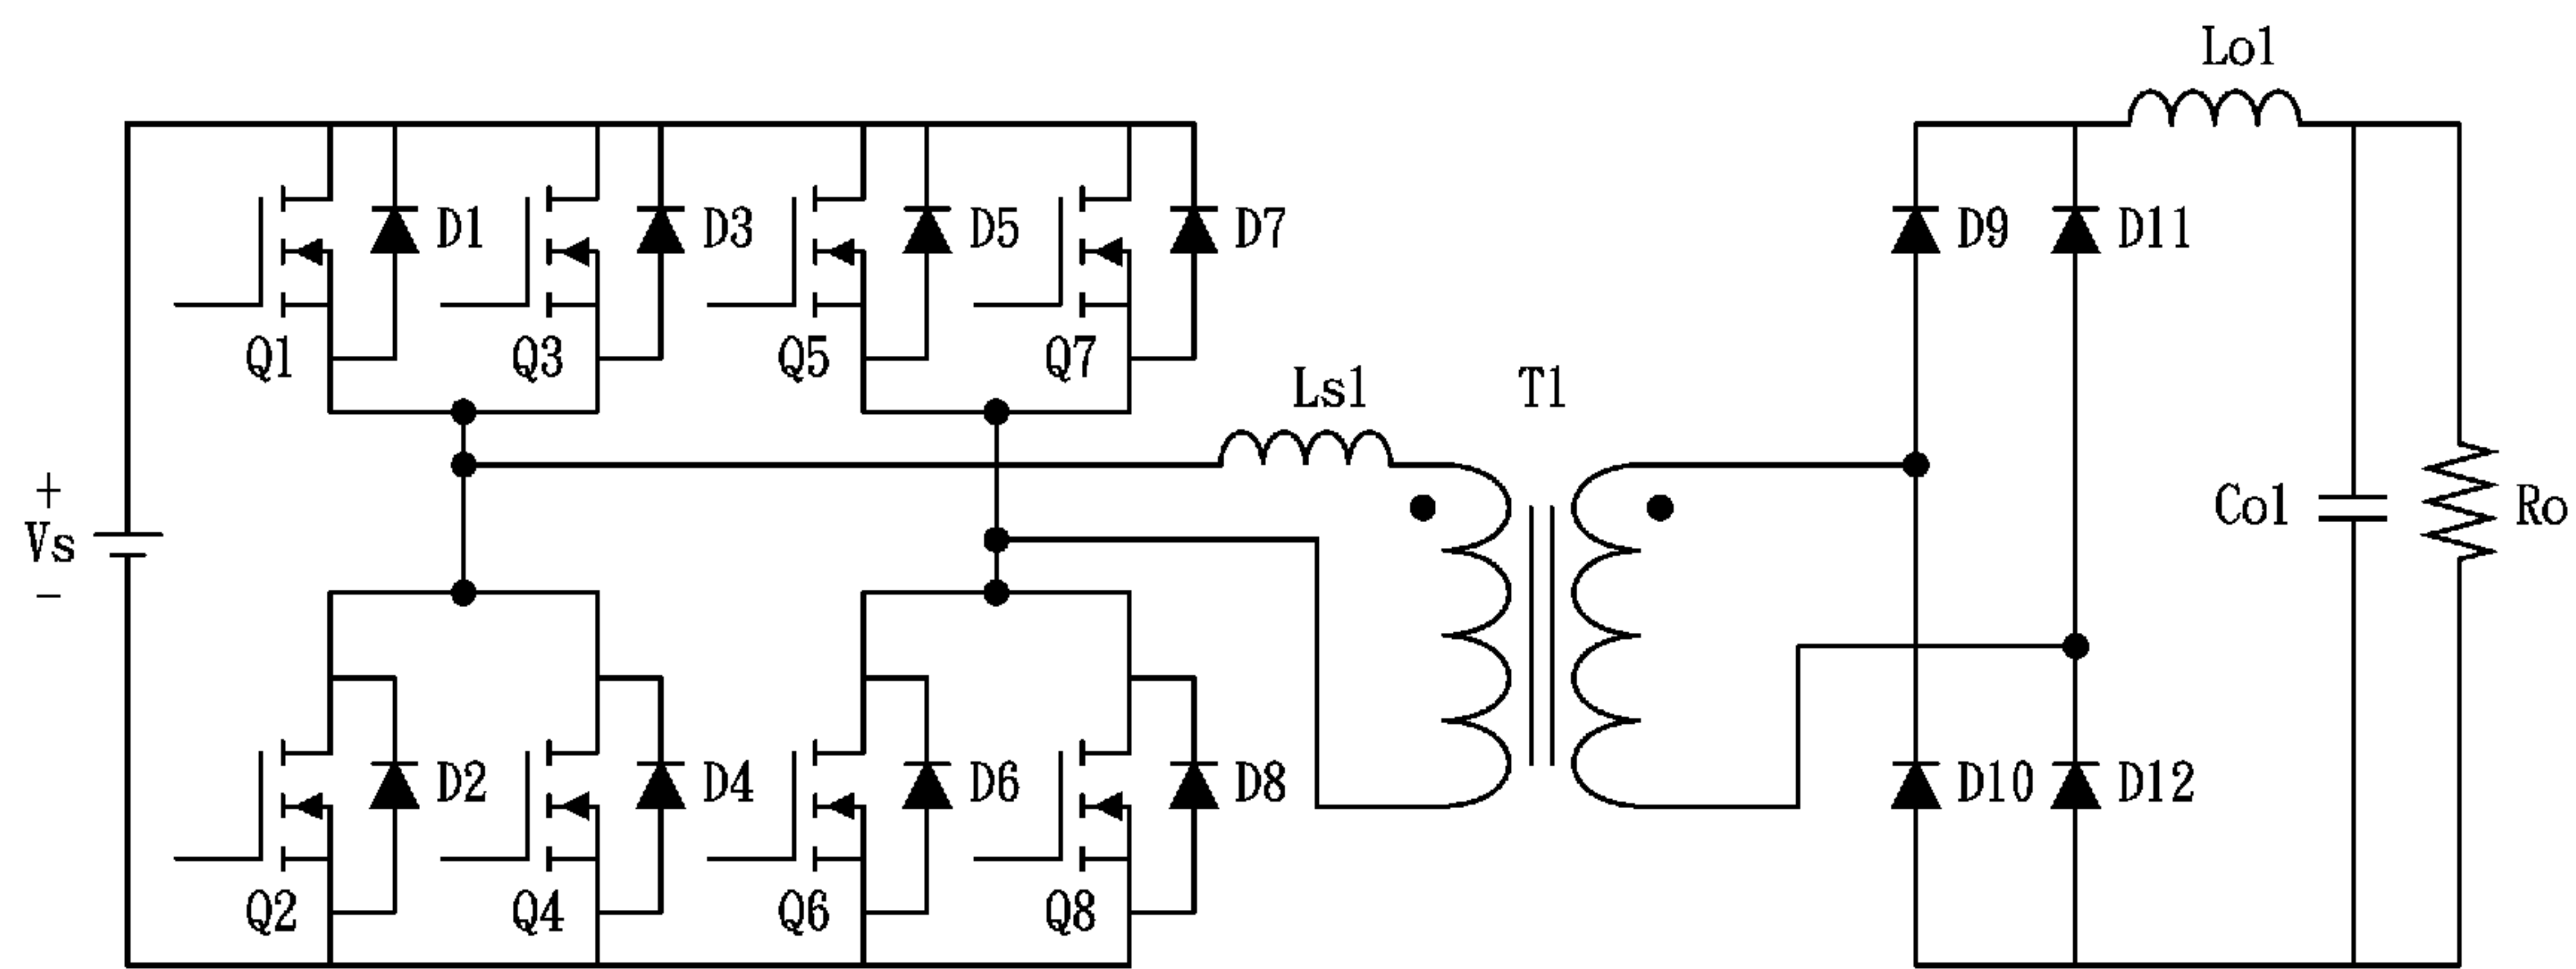 Lo1
D1 D3 D5 D7 D9 D11
Q1 Q3 Q5 Q7
Ls1 T1
+
Vs
-
Co1 Ro
D2 D4 D6 D8 D10 D12
Q2 Q4 Q6 Q8